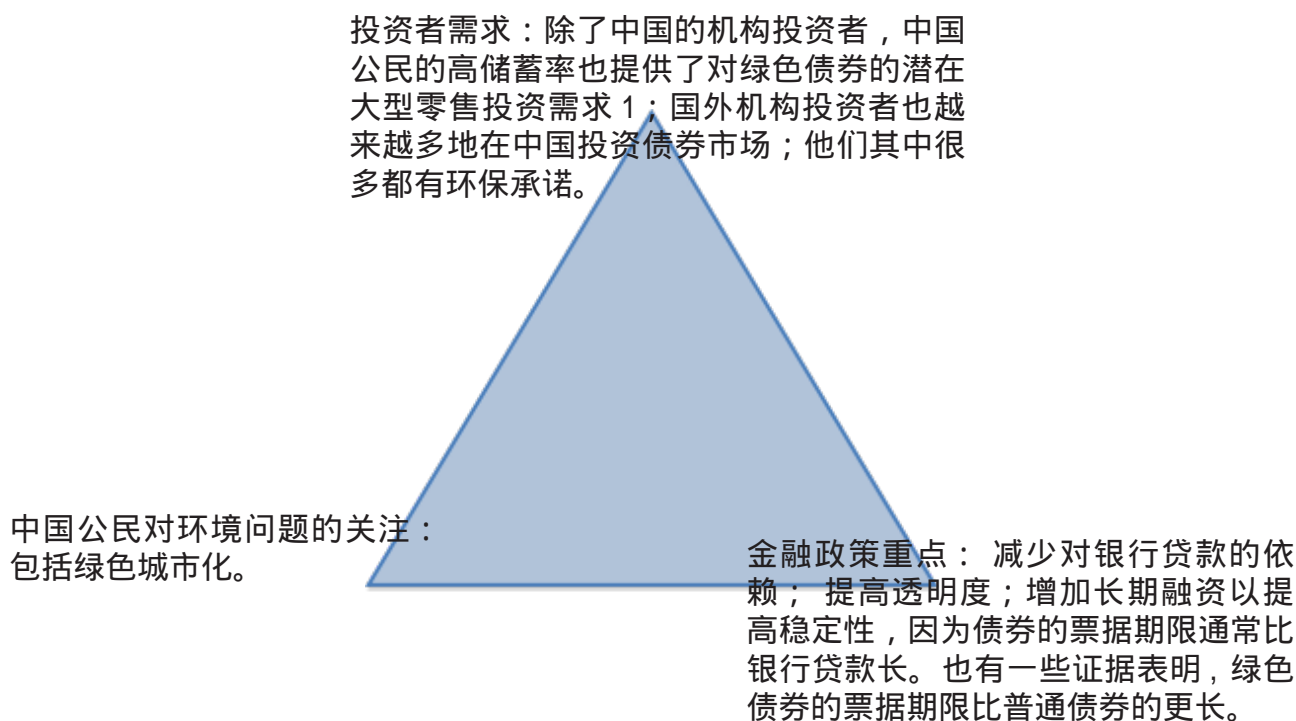 投资者需求：除了中国的机构投资者，中国
公民的高储蓄率也提供了对绿色债券的潜在
大型零售投资需求 1；国外机构投资者也越
来越多地在中国投资债券市场；他们其中很
多都有环保承诺。
中国公民对环境问题的关注：
包括绿色城市化。
金融政策重点： 减少对银行贷款的依
赖； 提高透明度；增加长期融资以提
高稳定性，因为债券的票据期限通常比
银行贷款长。也有一些证据表明，绿色
债券的票据期限比普通债券的更长。